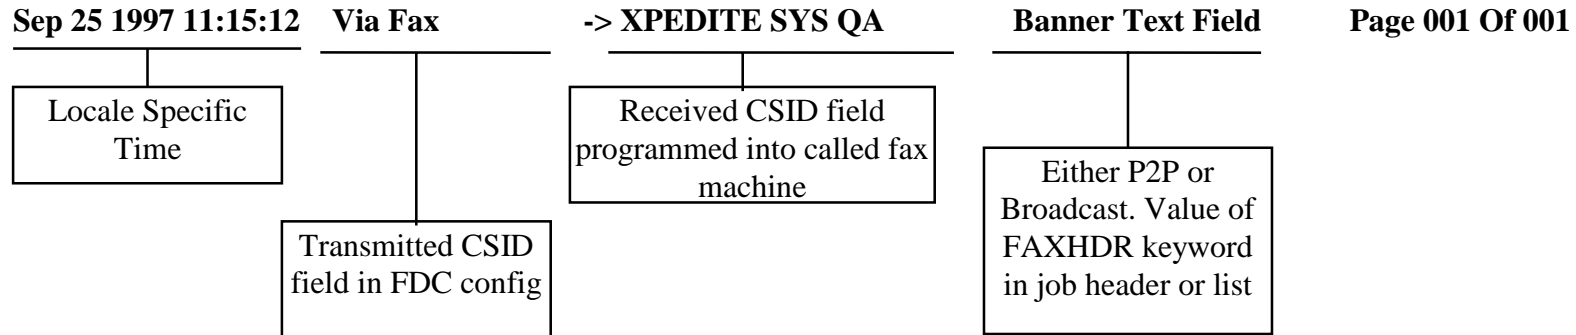 Sep 25 1997 11:15:12 Via Fax -> XPEDITE SYS QA Banner Text Field Page 001 Of 001
Locale Specific
Time
Received CSID field
programmed into called fax
machine
Either P2P or
Broadcast. Value of
FAXHDR keyword
in job header or list
Transmitted CSID
field in FDC config